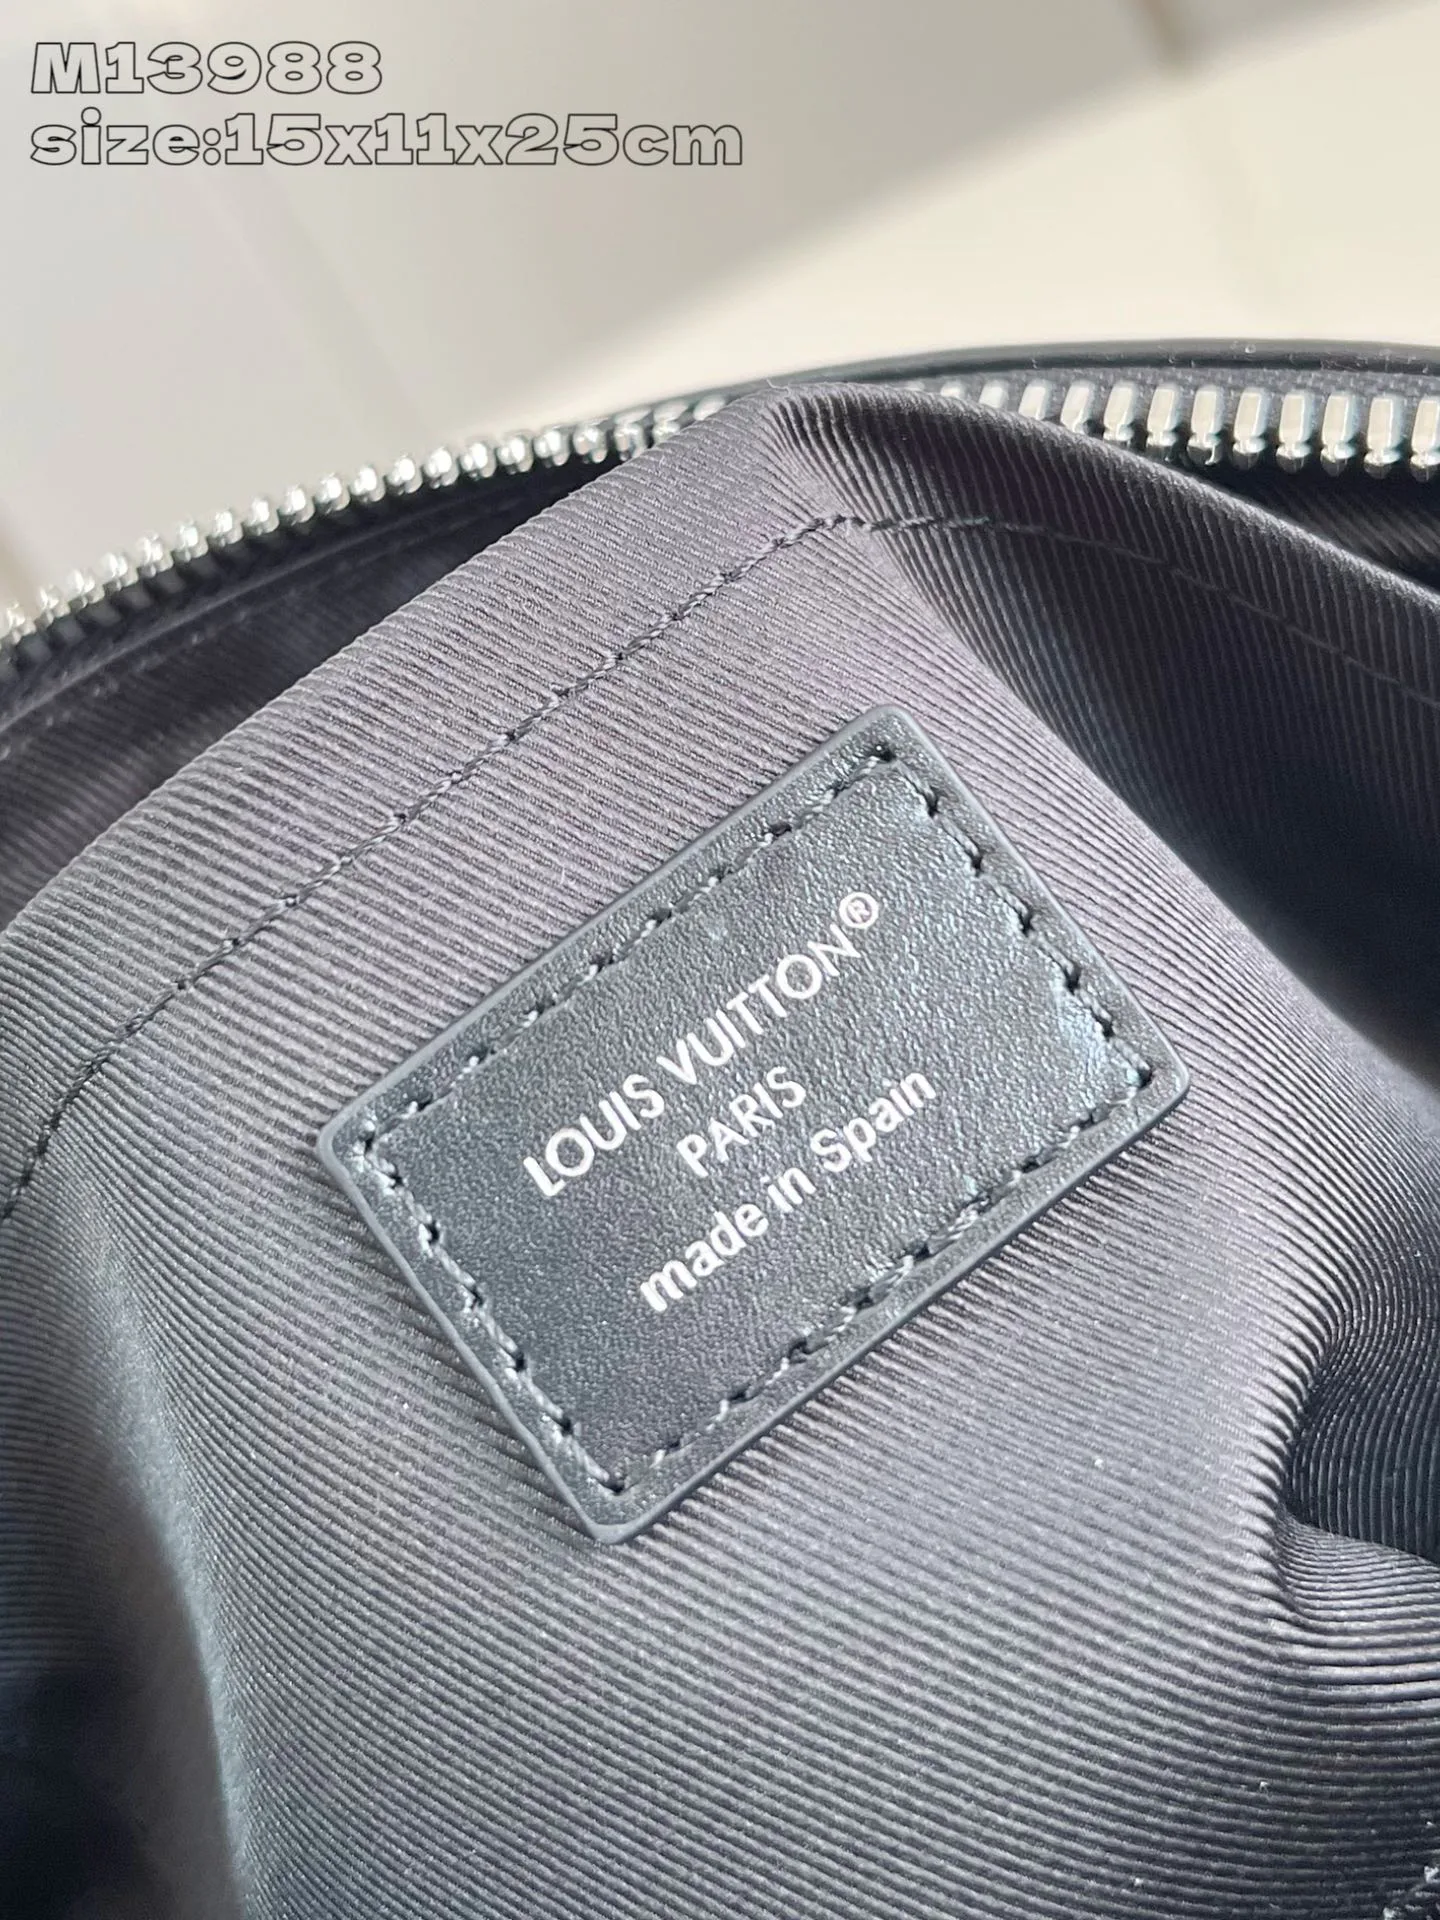 M13988
size:15x11x25cm
LOUIS VUITTON®
PARIS
made in Spain